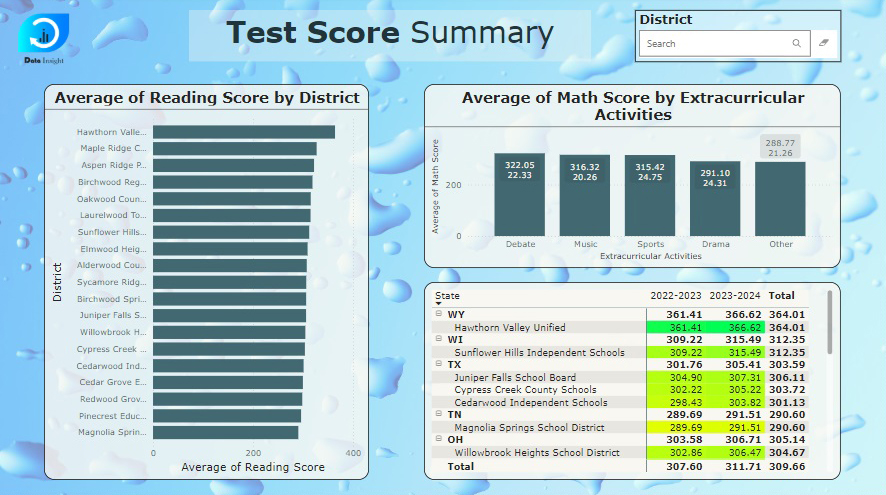 Test Score Summary
Data Insight
District
Search
Average of Reading Score by District
District
Hawthorn Valle...
Maple Ridge C...
Aspen Ridge P...
Birchwood Reg...
Oakwood Coun...
Laurelwood To...
Sunflower Hills...
Elmwood Heig...
Alderwood Cou...
Sycamore Ridg...
Birchwood Spri...
Juniper Falls S...
Willowbrook H...
Cypress Creek ...
Cedarwood Ind...
Cedar Grove E...
Redwood Grov...
Pinecrest Educ...
Magnolia Sprin...
0 200 400
Average of Reading Score
Average of Math Score by Extracurricular
Activities
Average of Math Score
200
0
322.05
22.33
316.32
20.26
315.42
24.75
291.10
24.31
288.77
21.26
Debate Music Sports Drama Other
Extracurricular Activities
State 2022-2023 2023-2024 Total
WY 361.41 366.62 364.01
Hawthorn Valley Unified 361.41 366.62 364.01
WI 309.22 315.49 312.35
Sunflower Hills Independent Schools 309.22 315.49 312.35
TX 301.76 305.41 303.59
Juniper Falls School Board 304.90 307.31 306.11
Cypress Creek County Schools 302.22 305.22 303.72
Cedarwood Independent Schools 298.43 303.82 301.13
TN 289.69 291.51 290.60
Magnolia Springs School District 289.69 291.51 290.60
OH 303.58 306.71 305.14
Willowbrook Heights School District 302.86 306.47 304.67
Total 307.60 311.71 309.66